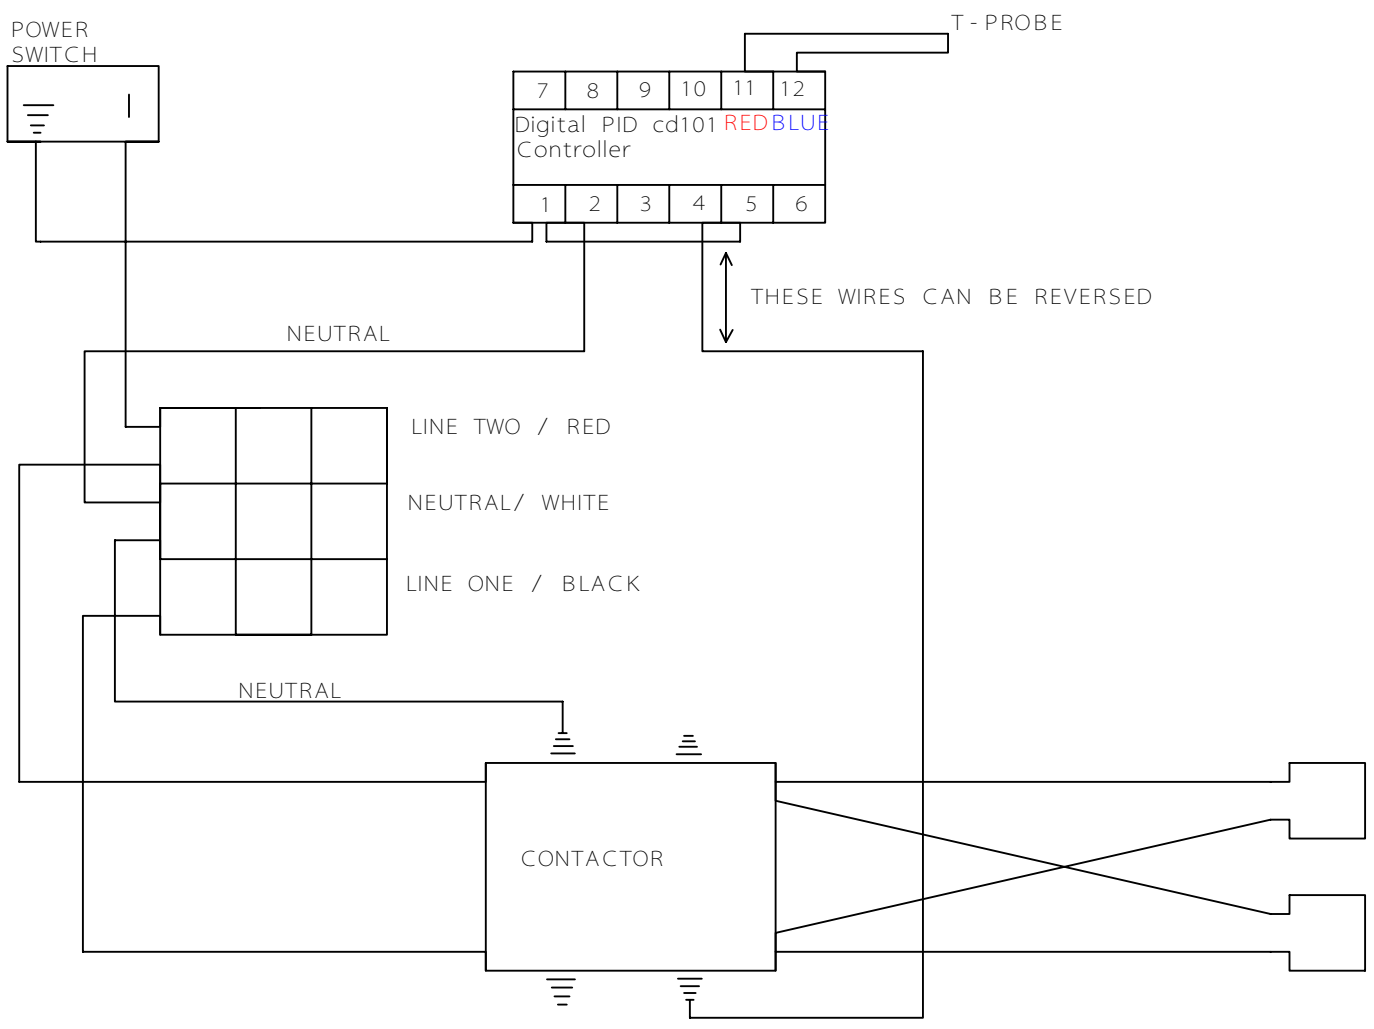 POWER
SWITCH
T - PROBE
7 8 9 10 11 12
Digital PID cd101 RED BLUE
Controller
1 2 3 4 5 6
THESE WIRES CAN BE REVERSED
NEUTRAL
LINE TWO / RED
NEUTRAL/ WHITE
LINE ONE / BLACK
NEUTRAL
CONTACTOR